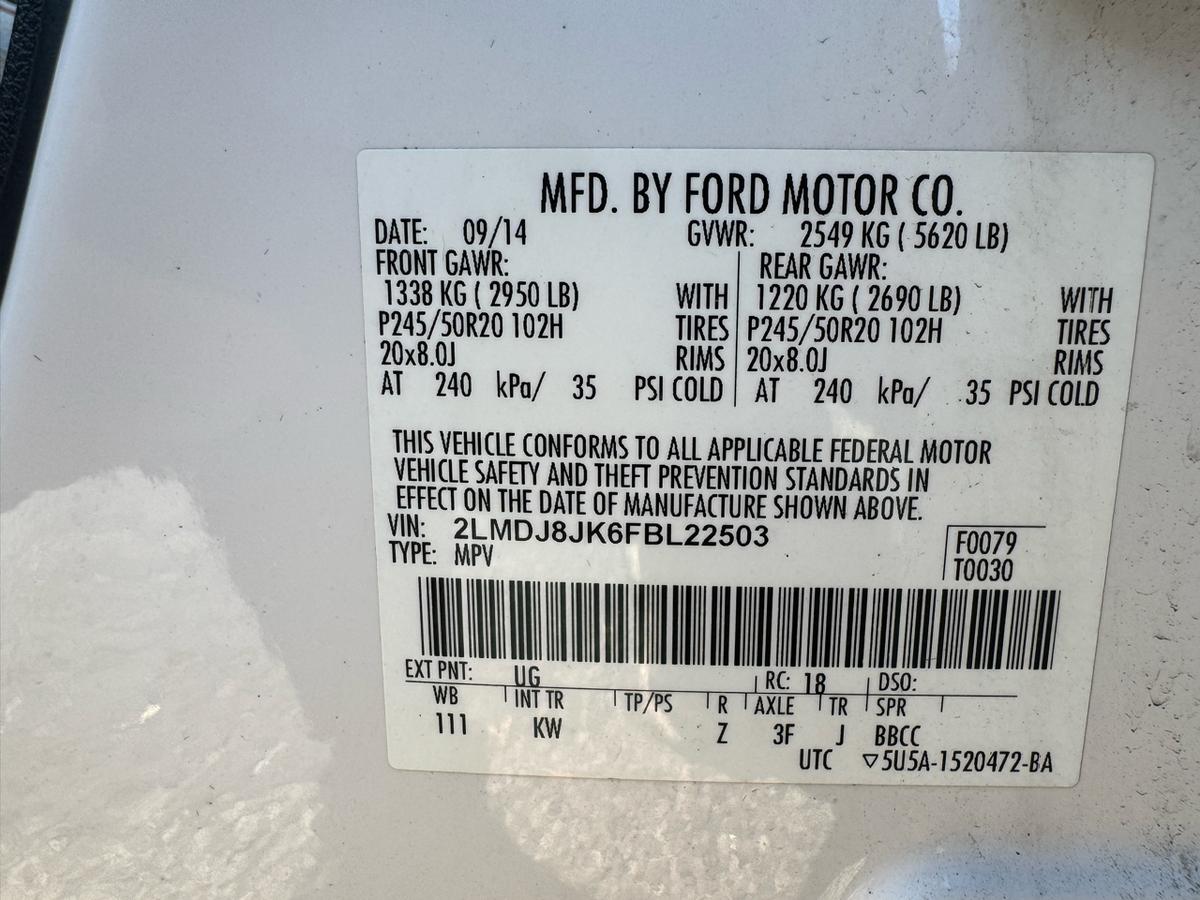 MFD. BY FORD MOTOR CO.
DATE: 09/14 GVWR: 2549 KG ( 5620 LB)
FRONT GAWR: REAR GAWR:
1338 KG ( 2950 LB) WITH 1220 KG ( 2690 LB) WITH
P245/50R20 102H TIRES P245/50R20 102H TIRES
20x8.0J RIMS 20x8.0J RIMS
AT 240 kPa/ 35 PSI COLD AT 240 kPa/ 35 PSI COLD
THIS VEHICLE CONFORMS TO ALL APPLICABLE FEDERAL MOTOR
VEHICLE SAFETY AND THEFT PREVENTION STANDARDS IN
EFFECT ON THE DATE OF MANUFACTURE SHOWN ABOVE.
VIN: 2LMDJ8JK6FBL22503 F0079
TYPE: MPV T0030
EXT PNT: UG RC: 18 DSO:
WB INT TR TP/PS R AXLE TR SPR
111 KW Z 3F J BBCC
UTC ▽5U5A-1520472-BA